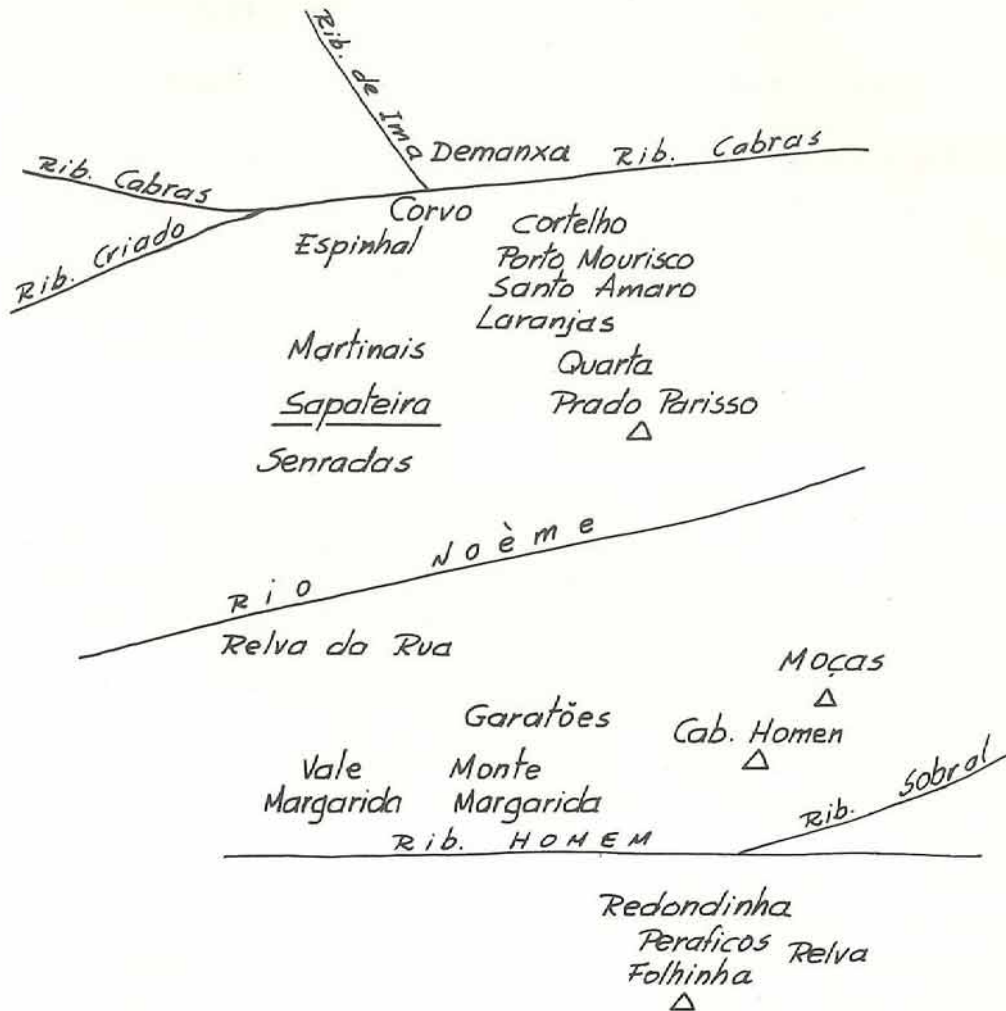 Rib. de Ima
Demanxa
Rib. Cabras
Rib. Cabras
Rib. Criado
Corvo
Espinhal
Cortelho
Porto Mourisco
Santo Amaro
Laranjas
Martinais
Quarta
Sapateira
Prado Parisso
Senradas
Rio Noème
Relva da Rua
Moças
Garatões
Cab. Homen
Vale
Margarida
Monte
Margarida
Rib. Sobral
Rib. HOMEM
Redondinha
Peraficos
Relva
Folhinha